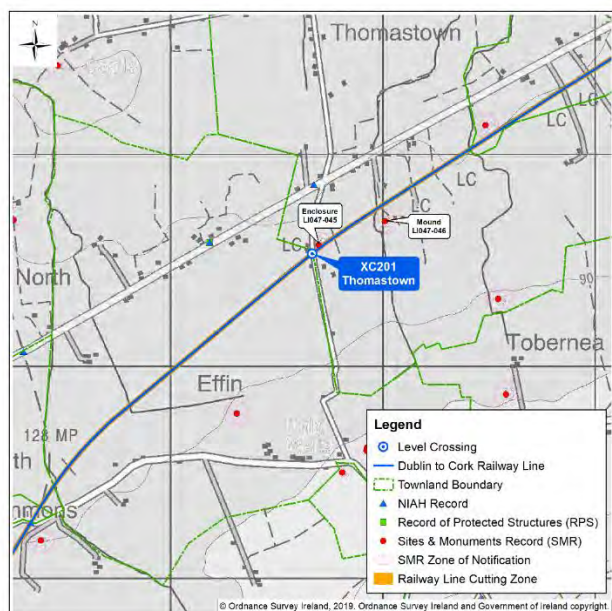 N
Thomastown
LC
LC
LC
LC
Enclosure
LI047-045
Mound
LI047-046
LC
XC201
Thomastown
North
90
Tobernea
Effin
128 MP
th
mmons
Legend
Level Crossing
Dublin to Cork Railway Line
Townland Boundary
NIAH Record
Record of Protected Structures (RPS)
Sites & Monuments Record (SMR)
SMR Zone of Notification
Railway Line Cutting Zone
© Ordnance Survey Ireland, 2019. Ordnance Survey Ireland and Government of Ireland copyright